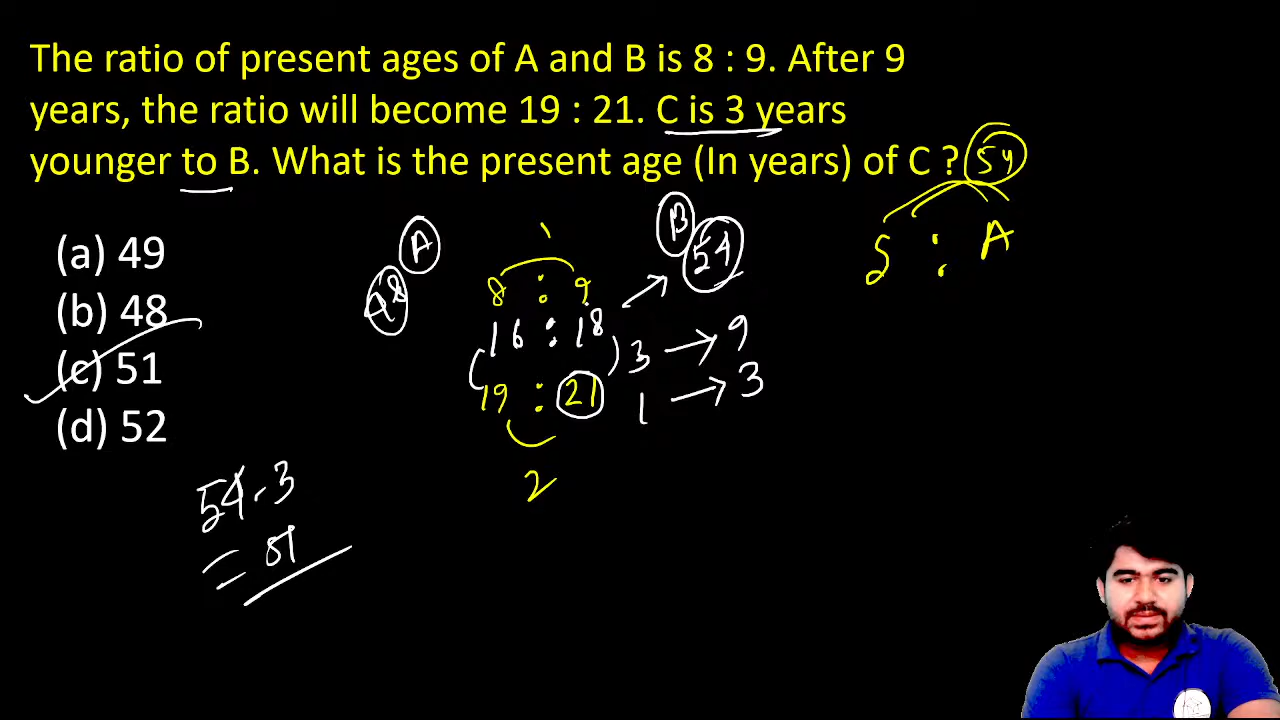 The ratio of present ages of A and B is 8 : 9. After 9
years, the ratio will become 19 : 21. C is 3 years
younger to B. What is the present age (In years) of C ? 54
S : A
(a) 49
(b) 48
(c) 51
(d) 52
A
48
1
8 : 9
16 : 18
19 : 21
2
B
54
3 → 9
1 → 3
54 - 3
= 51